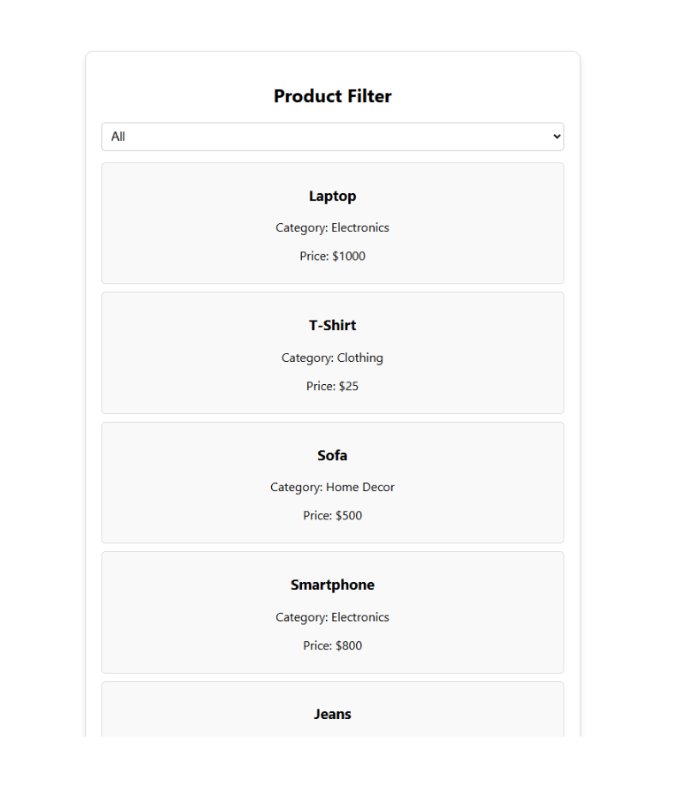 Product Filter
All
Laptop
Category: Electronics
Price: $1000
T-Shirt
Category: Clothing
Price: $25
Sofa
Category: Home Decor
Price: $500
Smartphone
Category: Electronics
Price: $800
Jeans